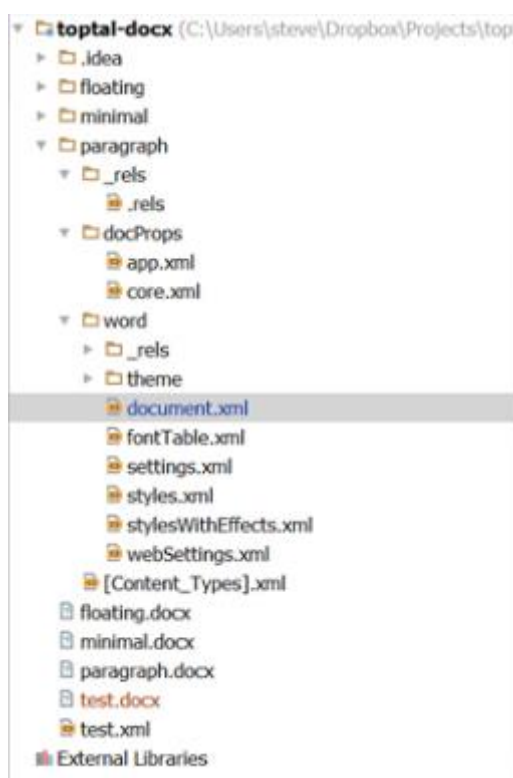 toptal-docx (C:\Users\steve\Dropbox\Projects\top
.idea
floating
minimal
paragraph
_rels
.rels
docProps
app.xml
core.xml
word
_rels
theme
document.xml
fontTable.xml
settings.xml
styles.xml
stylesWithEffects.xml
webSettings.xml
[Content_Types].xml
floating.docx
minimal.docx
paragraph.docx
test.docx
test.xml
External Libraries